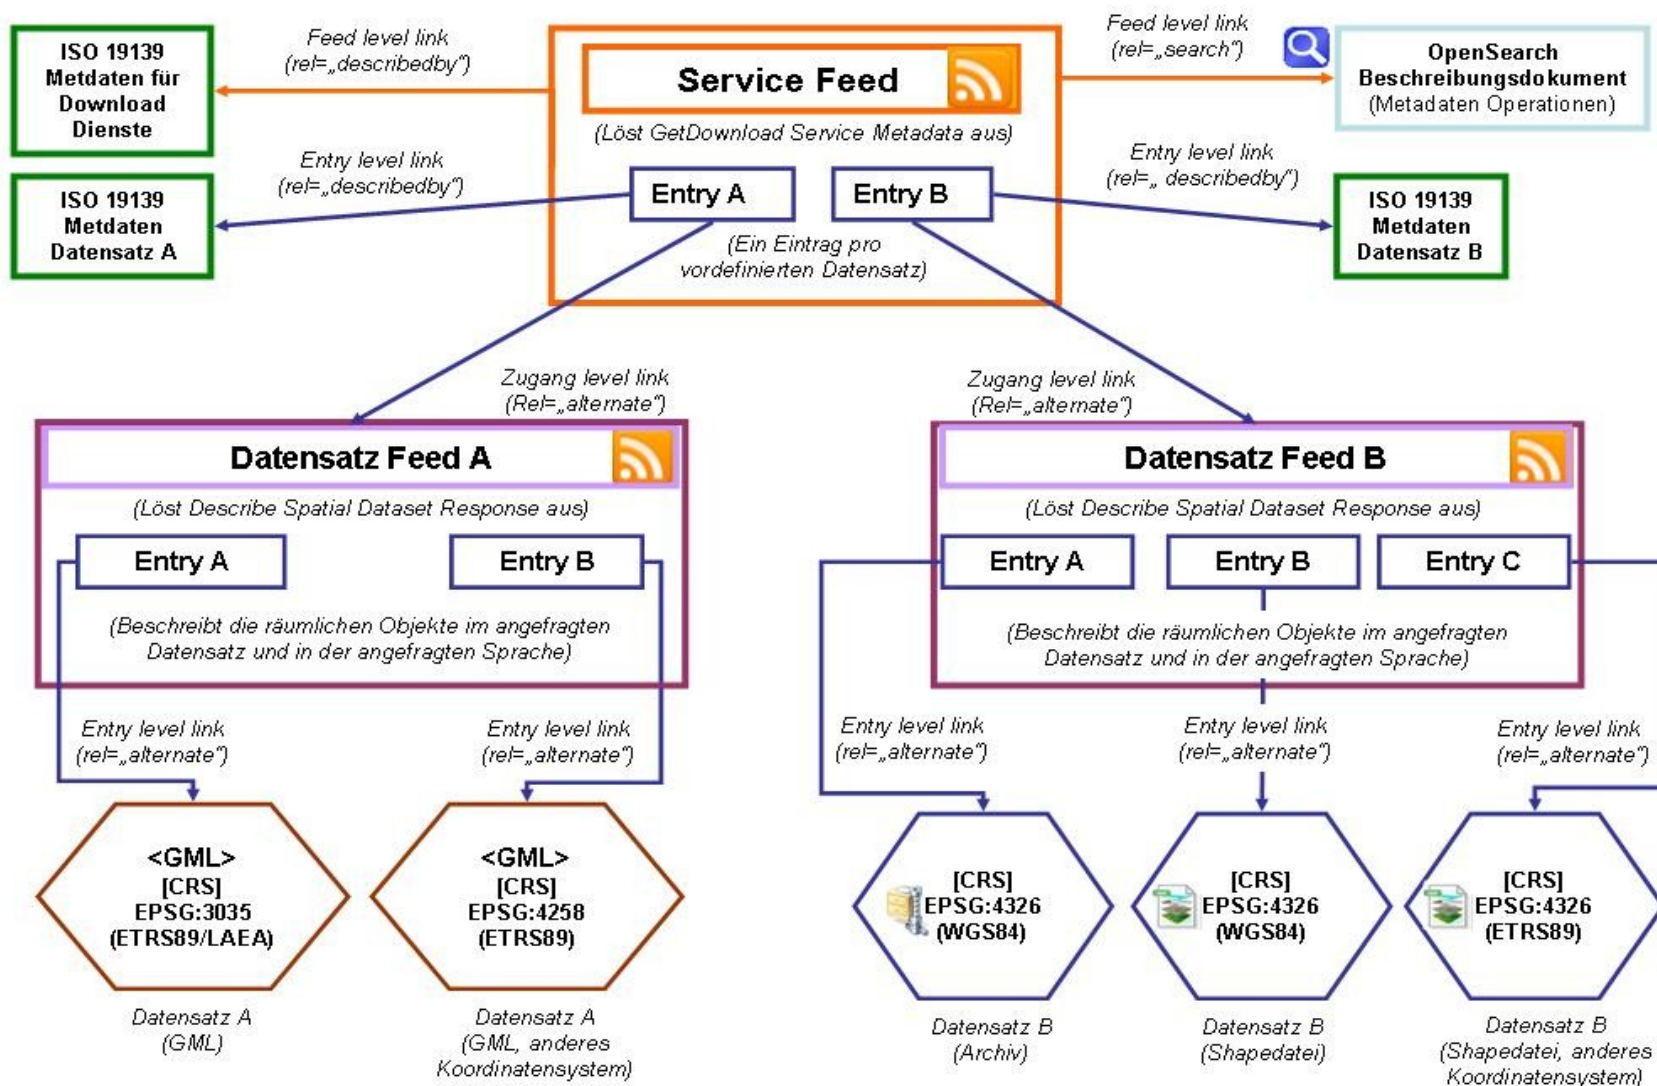 ISO 19139
Metdaten für
Download
Dienste
Feed level link
(rel=„describedby“)
Service Feed
(Löst GetDownload Service Metadata aus)
Feed level link
(rel=„search“)
OpenSearch
Beschreibungsdokument
(Metadaten Operationen)
Entry level link
(rel=„describedby“)
ISO 19139
Metdaten
Datensatz A
Entry A
Entry B
(Ein Eintrag pro
vordefinierten Datensatz)
Entry level link
(rel=„ describedby“)
ISO 19139
Metdaten
Datensatz B
Zugang level link
(Rel=„alternate“)
Zugang level link
(Rel=„alternate“)
Datensatz Feed A
(Löst Describe Spatial Dataset Response aus)
Entry A
Entry B
(Beschreibt die räumlichen Objekte im angefragten
Datensatz und in der angefragten Sprache)
Datensatz Feed B
(Löst Describe Spatial Dataset Response aus)
Entry A
Entry B
Entry C
(Beschreibt die räumlichen Objekte im angefragten
Datensatz und in der angefragten Sprache)
Entry level link
(rel=„alternate“)
Entry level link
(rel=„alternate“)
Entry level link
(rel=„alternate“)
Entry level link
(rel=„alternate“)
Entry level link
(rel=„alternate“)
<GML>
[CRS]
EPSG:3035
(ETRS89/LAEA)
<GML>
[CRS]
EPSG:4258
(ETRS89)
[CRS]
EPSG:4326
(WGS84)
[CRS]
EPSG:4326
(WGS84)
[CRS]
EPSG:4326
(ETRS89)
Datensatz A
(GML)
Datensatz A
(GML, anderes
Koordinatensystem)
Datensatz B
(Archiv)
Datensatz B
(Shapedatei)
Datensatz B
(Shapedatei, anderes
Koordinatensystem)